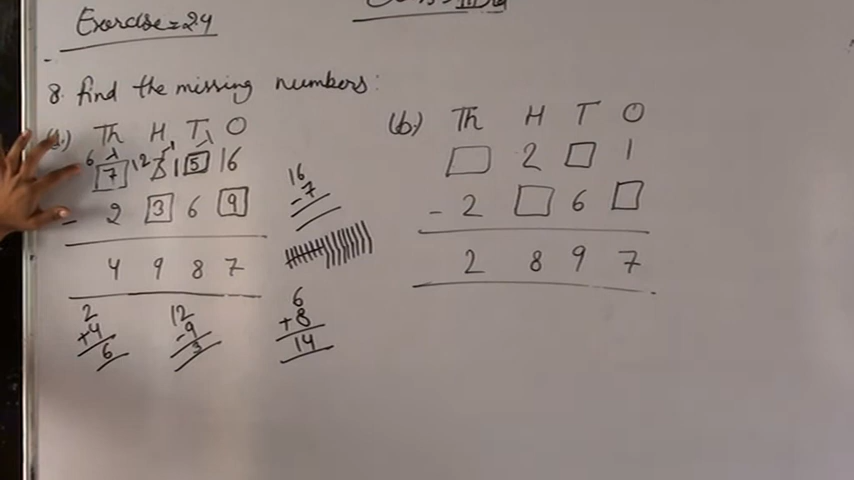 Exercise=24
8. find the missing numbers:
(a.) Th H T O
6 7 12 3 1 5 16
- 2 3 6 9
4 9 8 7
2
+4
6
12
-9
3
16
-7
6
+8
14
(b.) Th H T O
2 1
- 2 6
2 8 9 7